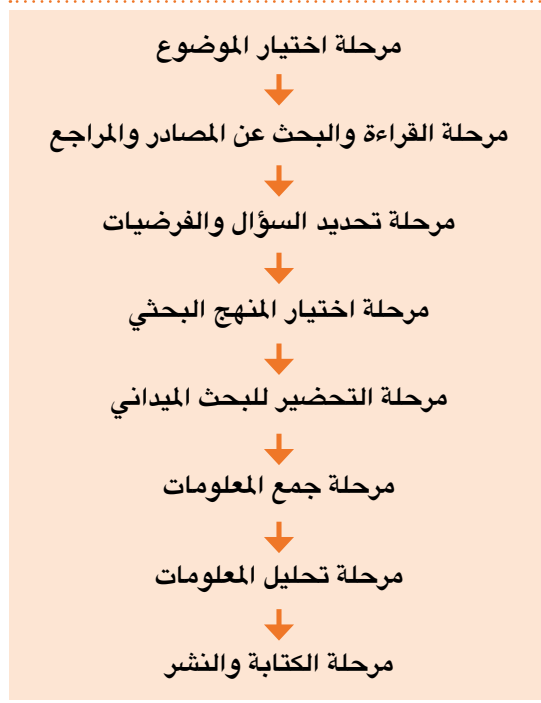 مرحلة اختيار الموضوع
مرحلة القراءة والبحث عن المصادر والمراجع
مرحلة تحديد السؤال والفرضيات
مرحلة اختيار المنهج البحثي
مرحلة التحضير للبحث الميداني
مرحلة جمع المعلومات
مرحلة تحليل المعلومات
مرحلة الكتابة والنشر